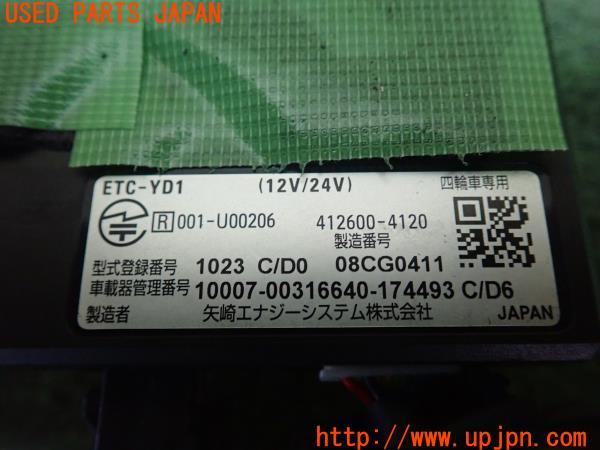 USED PARTS JAPAN
ETC-YD1 (12V/24V) 四輪車専用
R 001-U00206 412600-4120
製造番号
型式登録番号 1023 C/D0 08CG0411
車載器管理番号 10007-00316640-174493 C/D6
製造者 矢崎エナジーシステム株式会社 JAPAN
http://www.upjpn.com/